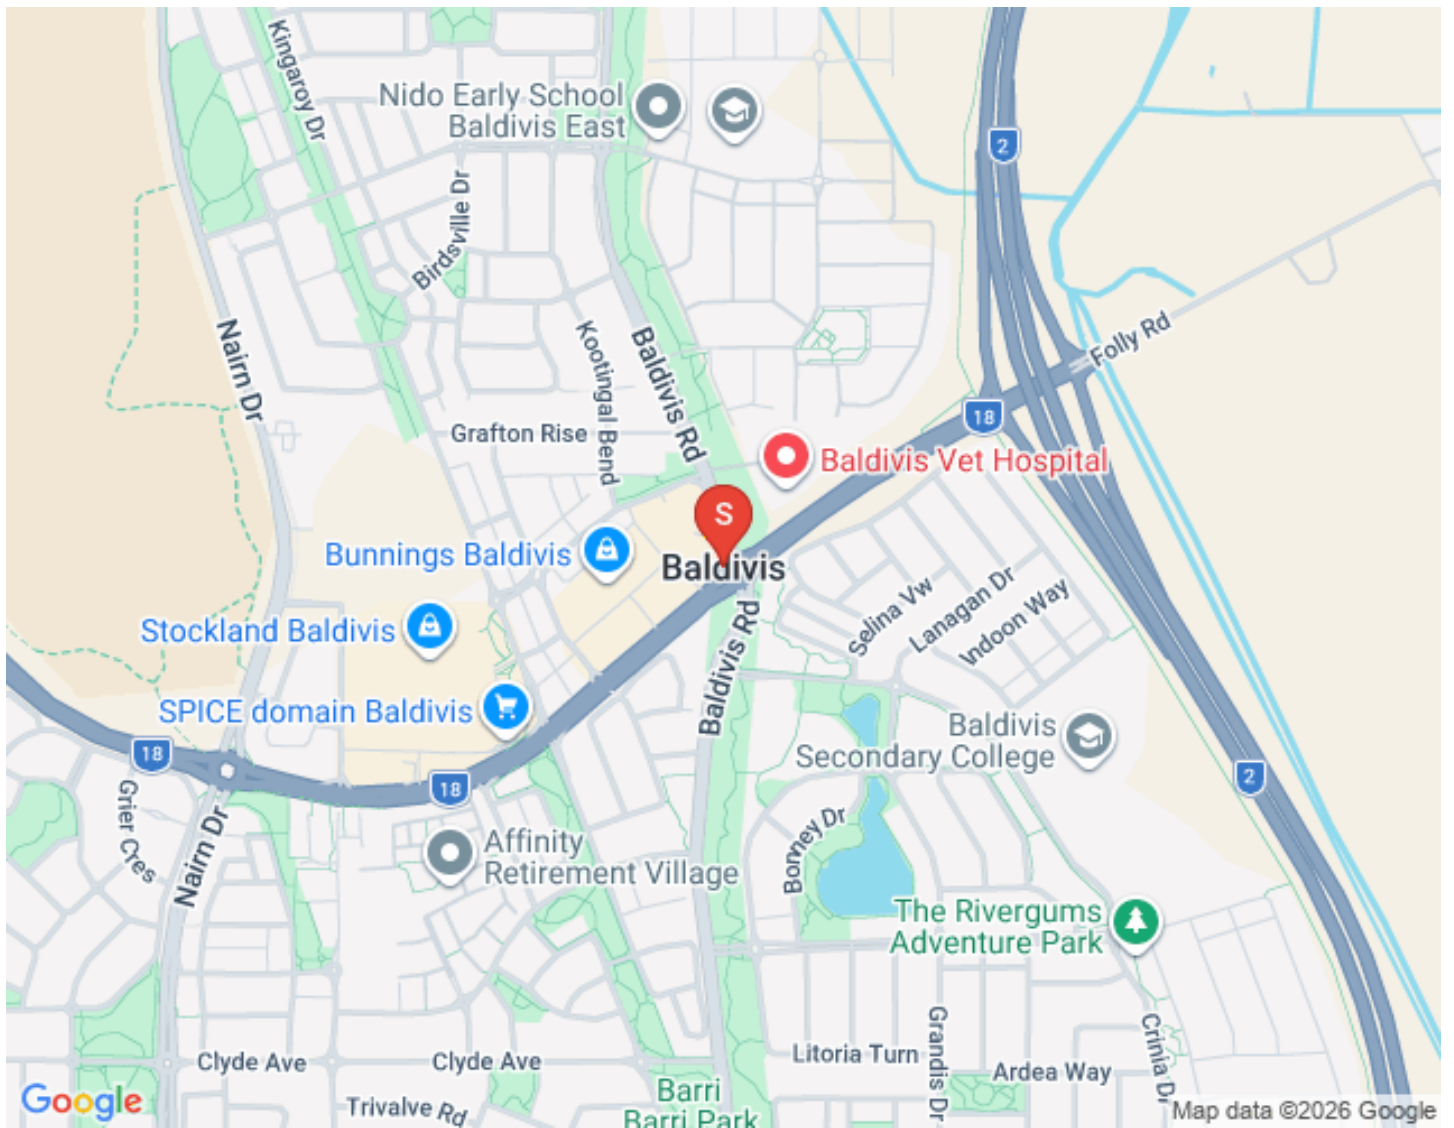 Kingaroy Dr
Nido Early School
Baldivis East
2
Birdsville Dr
Nairn Dr
Kootingal Bend
Baldivis Rd
Folly Rd
18
Grafton Rise
Baldivis Vet Hospital
S
Bunnings Baldivis
Baldivis
Stockland Baldivis
Selina Vw
Lanagan Dr
Indoon Way
Baldivis Rd
SPICE domain Baldivis
18
18
Baldivis
Secondary College
2
Grier Cres
Nairn Dr
Affinity
Retirement Village
Bonney Dr
The Rivergums
Adventure Park
Clyde Ave
Clyde Ave
Litoria Turn
Grandis Dr
Ardea Way
Crinia Dr
Trivalve Rd
Barri
Barri Park
Google
Map data ©2026 Google